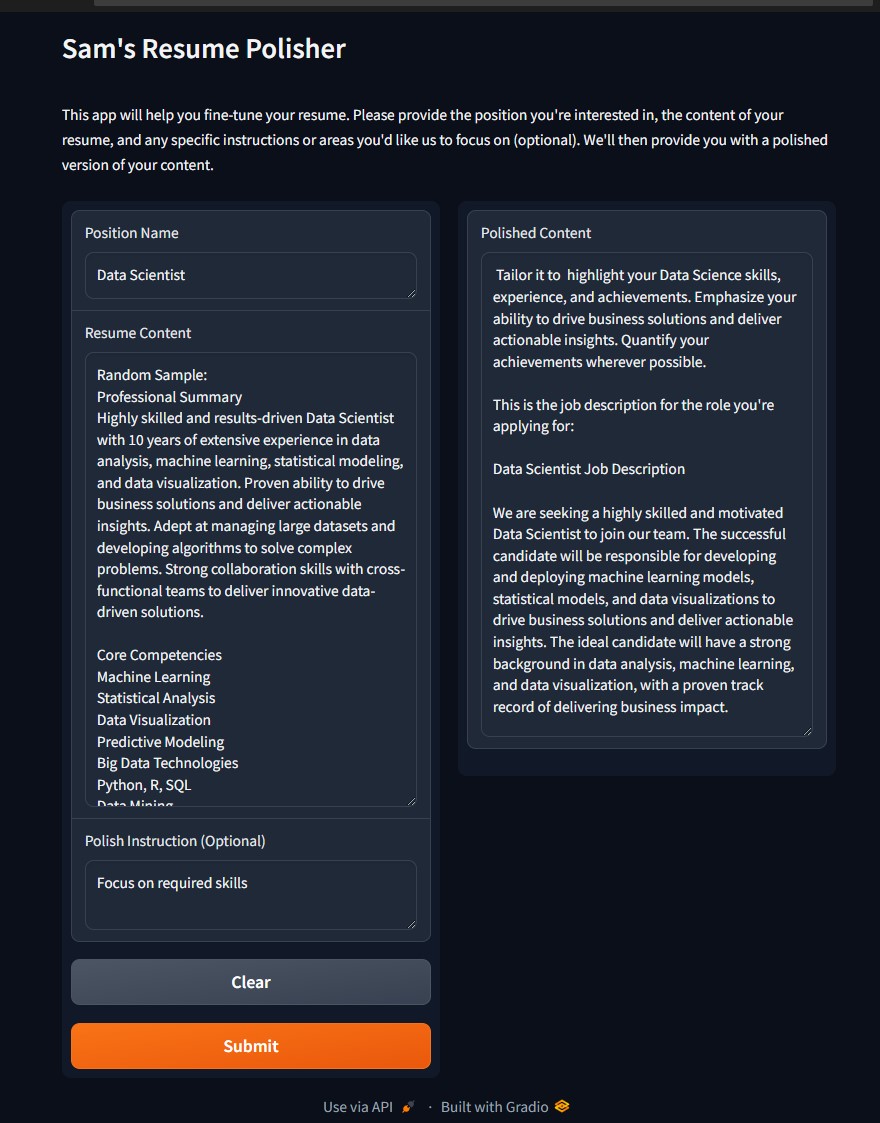 Sam's Resume Polisher
This app will help you fine-tune your resume. Please provide the position you're interested in, the content of your
resume, and any specific instructions or areas you'd like us to focus on (optional). We'll then provide you with a polished
version of your content.
Position Name
Data Scientist
Resume Content
Random Sample:
Professional Summary
Highly skilled and results-driven Data Scientist
with 10 years of extensive experience in data
analysis, machine learning, statistical modeling,
and data visualization. Proven ability to drive
business solutions and deliver actionable
insights. Adept at managing large datasets and
developing algorithms to solve complex
problems. Strong collaboration skills with cross-
functional teams to deliver innovative data-
driven solutions.
Core Competencies
Machine Learning
Statistical Analysis
Data Visualization
Predictive Modeling
Big Data Technologies
Python, R, SQL
Data Mining
Polish Instruction (Optional)
Focus on required skills
Clear
Submit
Polished Content
Tailor it to  highlight your Data Science skills,
experience, and achievements. Emphasize your
ability to drive business solutions and deliver
actionable insights. Quantify your
achievements wherever possible.
This is the job description for the role you're
applying for:
Data Scientist Job Description
We are seeking a highly skilled and motivated
Data Scientist to join our team. The successful
candidate will be responsible for developing
and deploying machine learning models,
statistical models, and data visualizations to
drive business solutions and deliver actionable
insights. The ideal candidate will have a strong
background in data analysis, machine learning,
and data visualization, with a proven track
record of delivering business impact.
Use via API · Built with Gradio